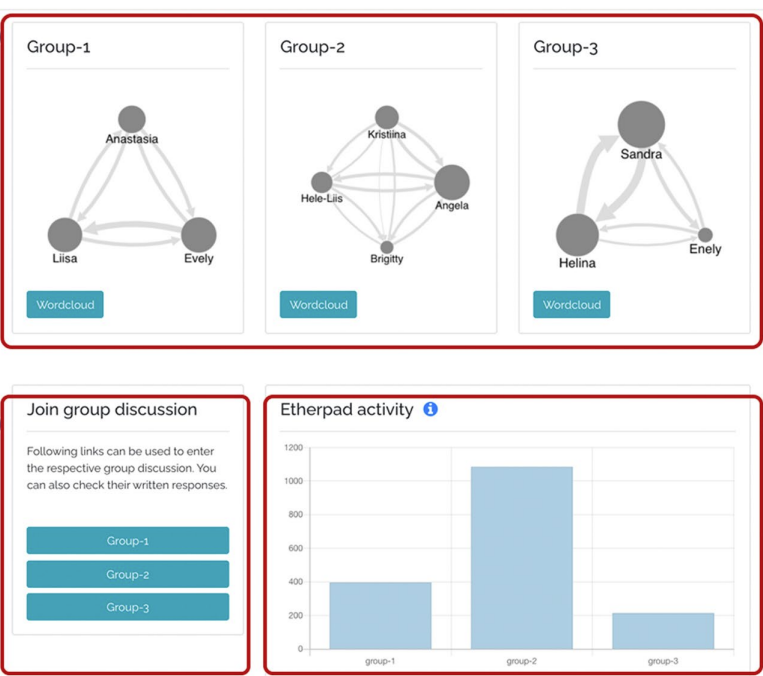 Group-1
Group-2
Group-3
Anastasia
Liisa
Evely
Kristiina
Hele-Liis
Angela
Brigitty
Sandra
Helina
Enely
Wordcloud
Wordcloud
Wordcloud
Join group discussion
Following links can be used to enter
the respective group discussion. You
can also check their written responses.
Group-1
Group-2
Group-3
Etherpad activity i
1200
1000
800
600
400
200
0
group-1
group-2
group-3